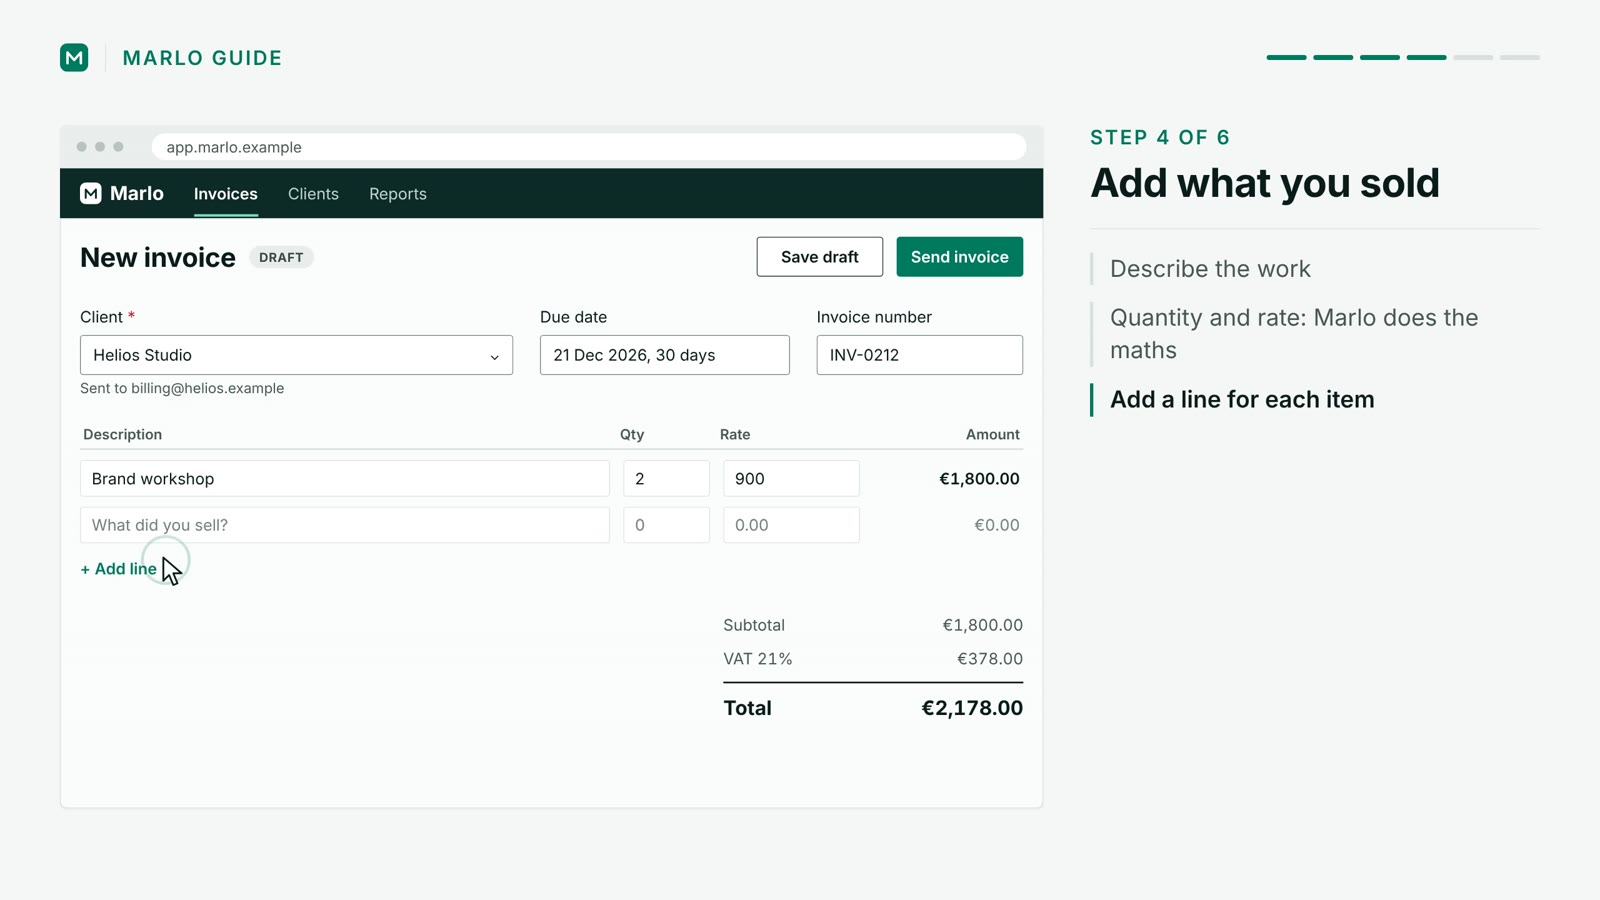 MARLO GUIDE
app.marlo.example
Marlo Invoices Clients Reports
New invoice DRAFT Save draft Send invoice
Client * Due date Invoice number
Helios Studio 21 Dec 2026, 30 days INV-0212
Sent to billing@helios.example
Description Qty Rate Amount
Brand workshop 2 900 €1,800.00
What did you sell? 0 0.00 €0.00
+ Add line
Subtotal €1,800.00
VAT 21% €378.00
Total €2,178.00
STEP 4 OF 6
Add what you sold
Describe the work
Quantity and rate: Marlo does the
maths
Add a line for each item